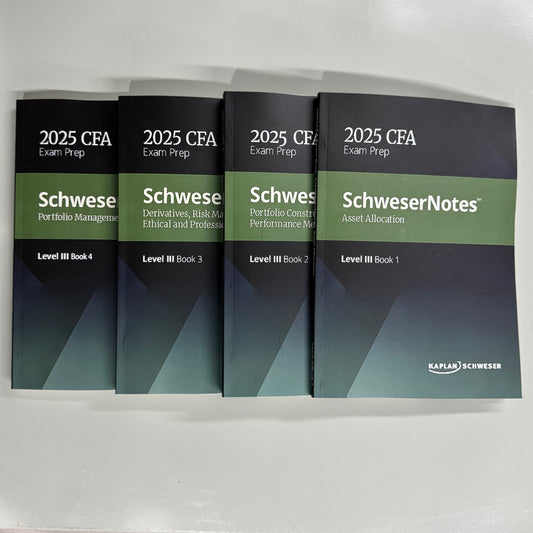 2025 CFA
Exam Prep
Schweser
Portfolio Management
Level III Book 4
2025 CFA
Exam Prep
Schweser
Derivatives, Risk Ma
Ethical and Professio
Level III Book 3
2025 CFA
Exam Prep
Schwes
Portfolio Constr
Performance Me
Level III Book 2
2025 CFA
Exam Prep
SchweserNotes™
Asset Allocation
Level III Book 1
KAPLAN SCHWESER